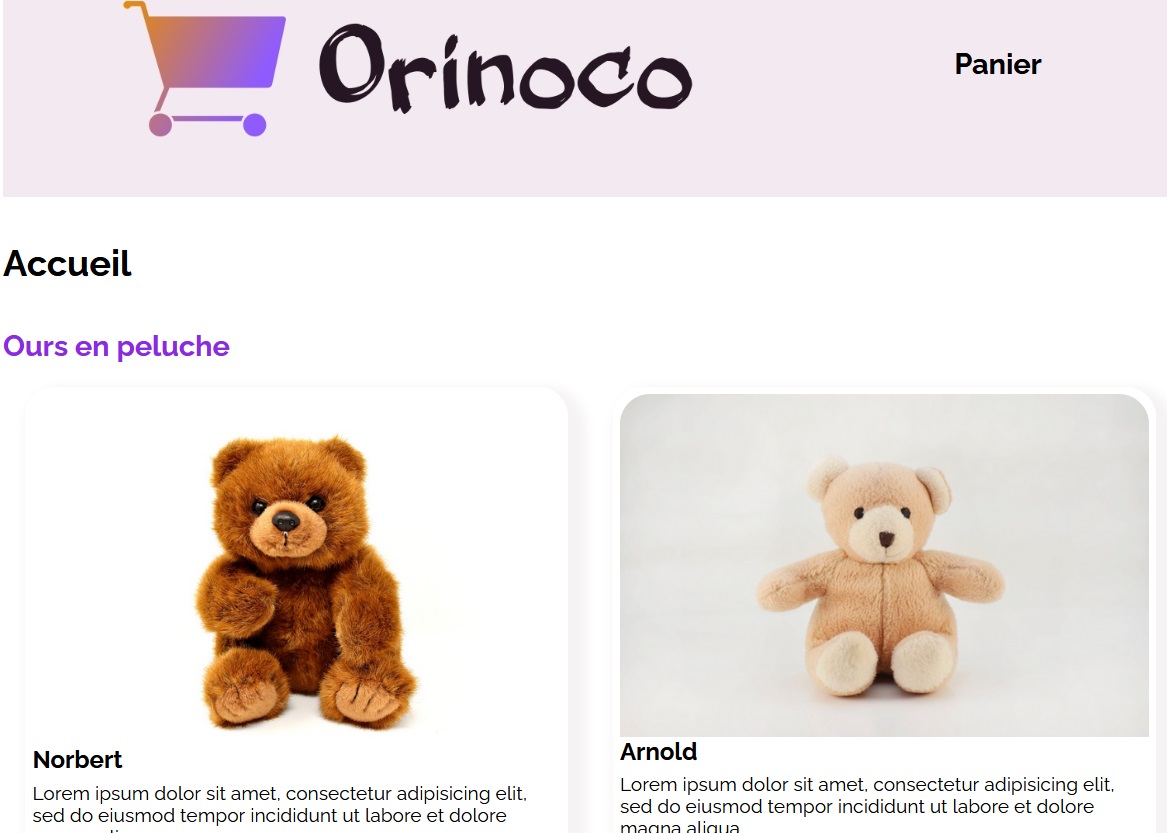 Orinoco
Panier
Accueil
Ours en peluche
Norbert
Lorem ipsum dolor sit amet, consectetur adipisicing elit,
sed do eiusmod tempor incididunt ut labore et dolore
Arnold
Lorem ipsum dolor sit amet, consectetur adipisicing elit,
sed do eiusmod tempor incididunt ut labore et dolore
magna aliqua